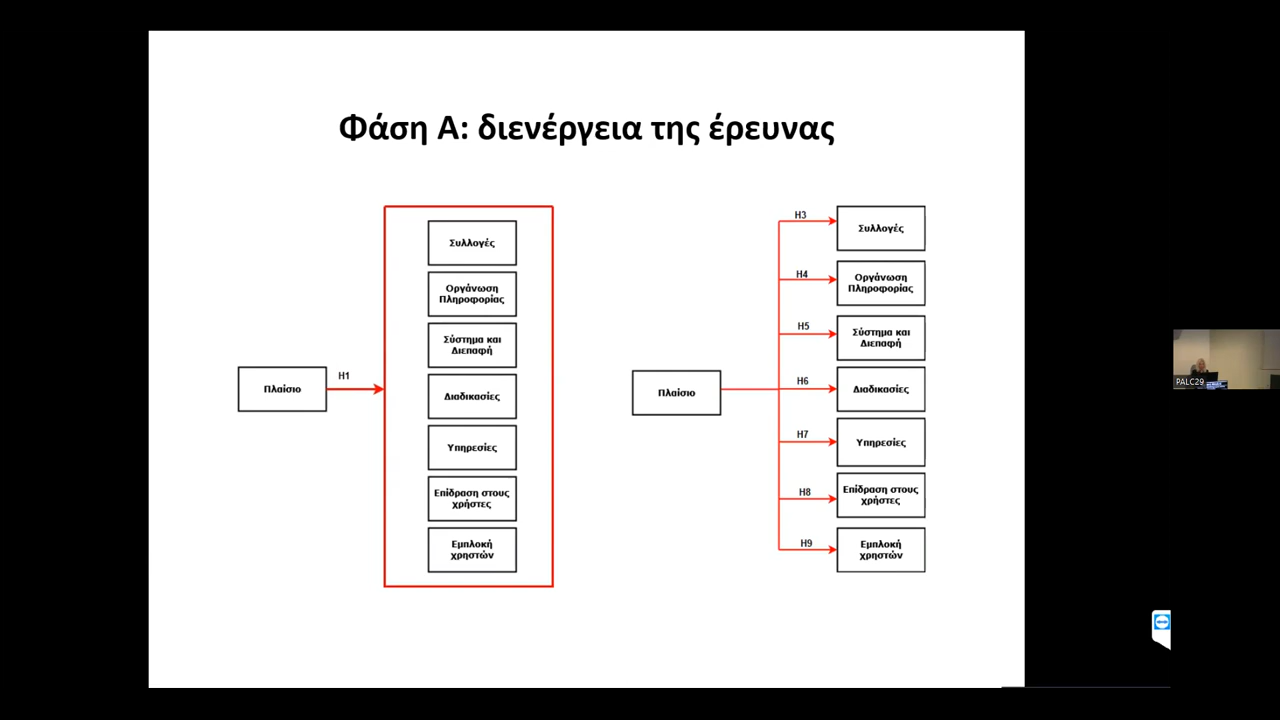 Φάση Α: διενέργεια της έρευνας
Πλαίσιο
H1
Συλλογές
Οργάνωση
Πληροφορίας
Σύστημα και
Διεπαφή
Διαδικασίες
Υπηρεσίες
Επίδραση στους
χρήστες
Εμπλοκή
χρηστών
Πλαίσιο
H3
Συλλογές
H4
Οργάνωση
Πληροφορίας
H5
Σύστημα και
Διεπαφή
H6
Διαδικασίες
H7
Υπηρεσίες
H8
Επίδραση στους
χρήστες
H9
Εμπλοκή
χρηστών
PALC29